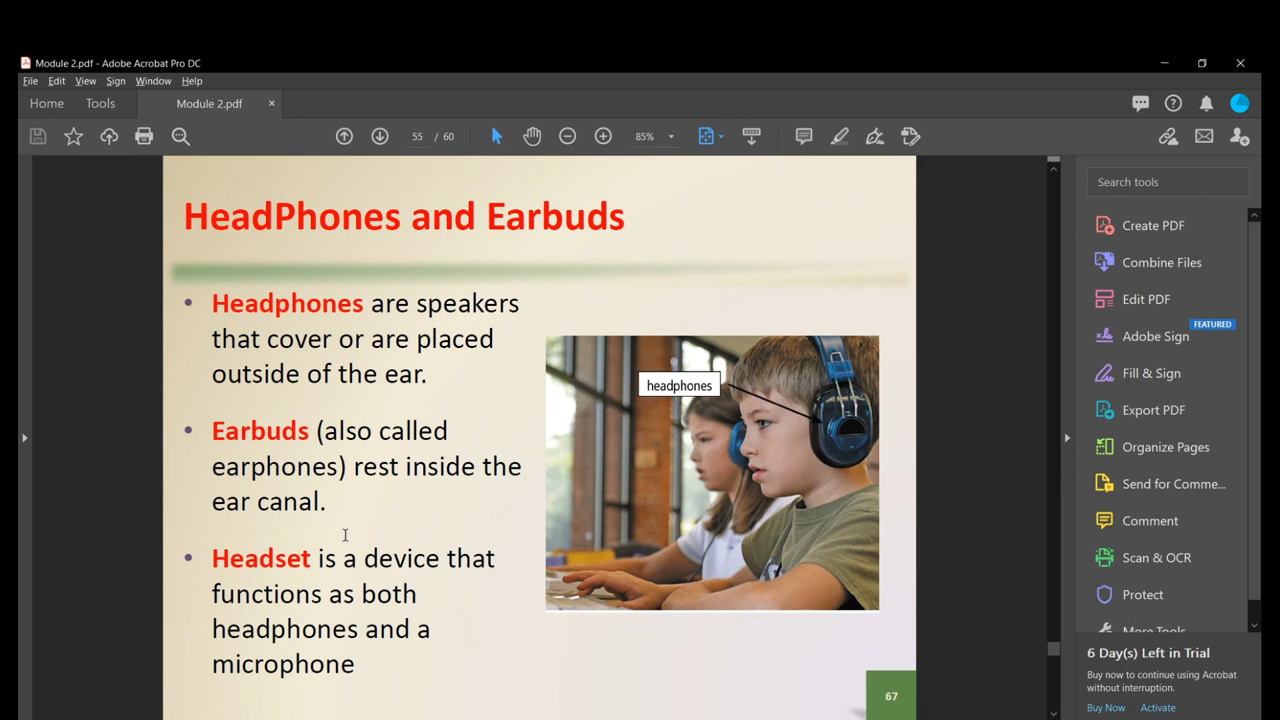 Module 2.pdf - Adobe Acrobat Pro DC
File Edit View Sign Window Help
Home Tools Module 2.pdf ×
55 / 60 85%
HeadPhones and Earbuds
• Headphones are speakers
that cover or are placed
outside of the ear.
• Earbuds (also called
earphones) rest inside the
ear canal.
• Headset is a device that
functions as both
headphones and a
microphone
headphones
67
Search tools
Create PDF
Combine Files
Edit PDF
FEATURED
Adobe Sign
Fill & Sign
Export PDF
Organize Pages
Send for Comme...
Comment
Scan & OCR
Protect
More Tools
6 Day(s) Left in Trial
Buy now to continue using Acrobat
without interruption.
Buy Now Activate